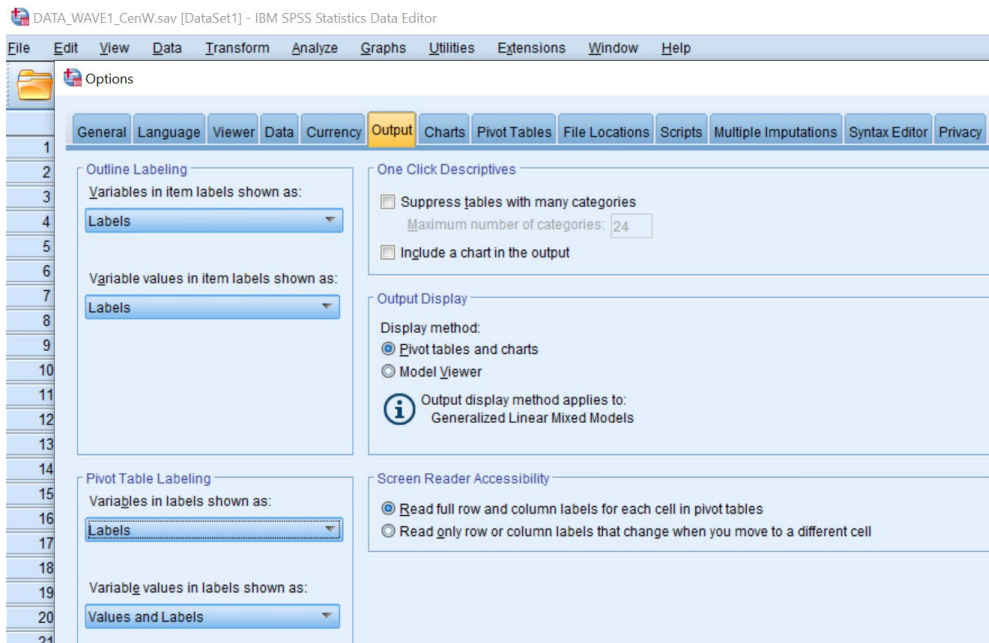 DATA_WAVE1_CenW.sav [DataSet1] - IBM SPSS Statistics Data Editor
File Edit View Data Transform Analyze Graphs Utilities Extensions Window Help
Options
General Language Viewer Data Currency Output Charts Pivot Tables File Locations Scripts Multiple Imputations Syntax Editor Privacy
1
2
3
4
5
6
7
8
9
10
11
12
13
14
15
16
17
18
19
20
21
Outline Labeling
Variables in item labels shown as:
Labels
Variable values in item labels shown as:
Labels
Pivot Table Labeling
Variables in labels shown as:
Labels
Variable values in labels shown as:
Values and Labels
One Click Descriptives
Suppress tables with many categories
Maximum number of categories: 24
Include a chart in the output
Output Display
Display method:
Pivot tables and charts
Model Viewer
Output display method applies to:
Generalized Linear Mixed Models
Screen Reader Accessibility
Read full row and column labels for each cell in pivot tables
Read only row or column labels that change when you move to a different cell